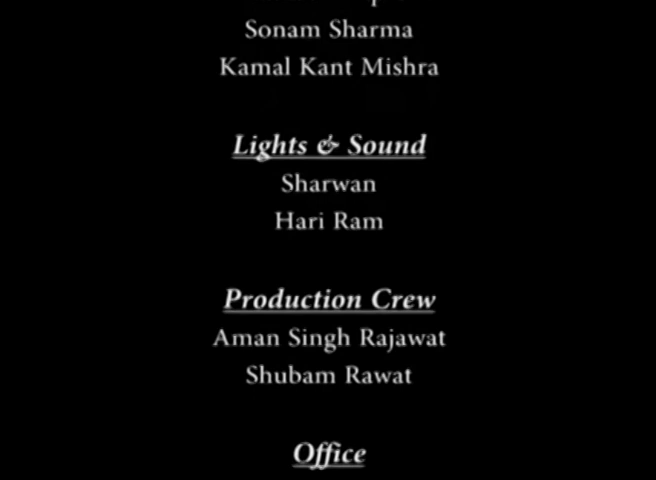 Sonam Sharma
Kamal Kant Mishra
Lights & Sound
Sharwan
Hari Ram
Production Crew
Aman Singh Rajawat
Shubam Rawat
Office